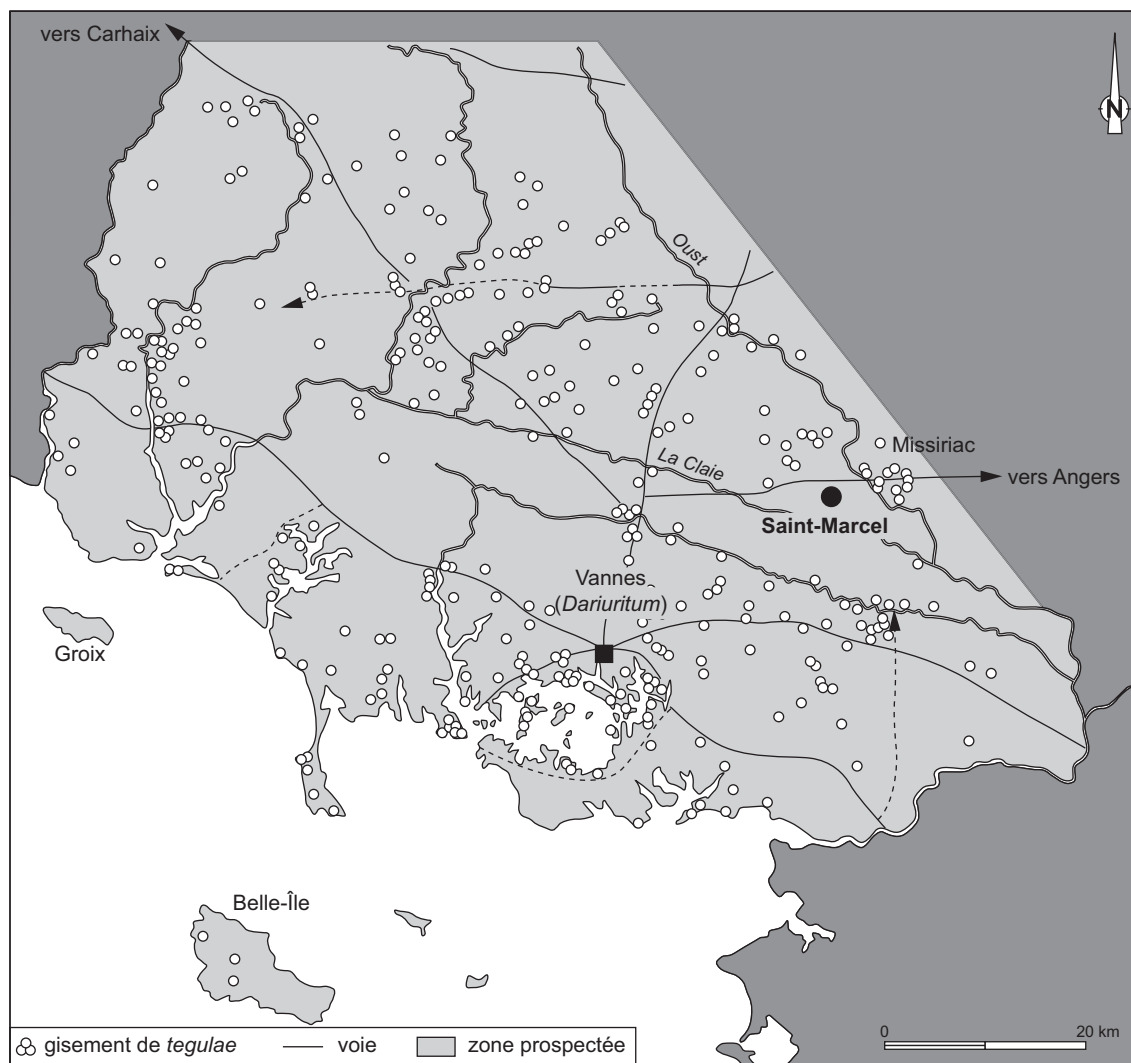 vers Carhaix
N
Oust
Missiriac
La Claie
vers Angers
Saint-Marcel
Vannes
(Dariuritum)
Groix
Belle-Île
0 20 km
gisement de tegulae voie zone prospectée